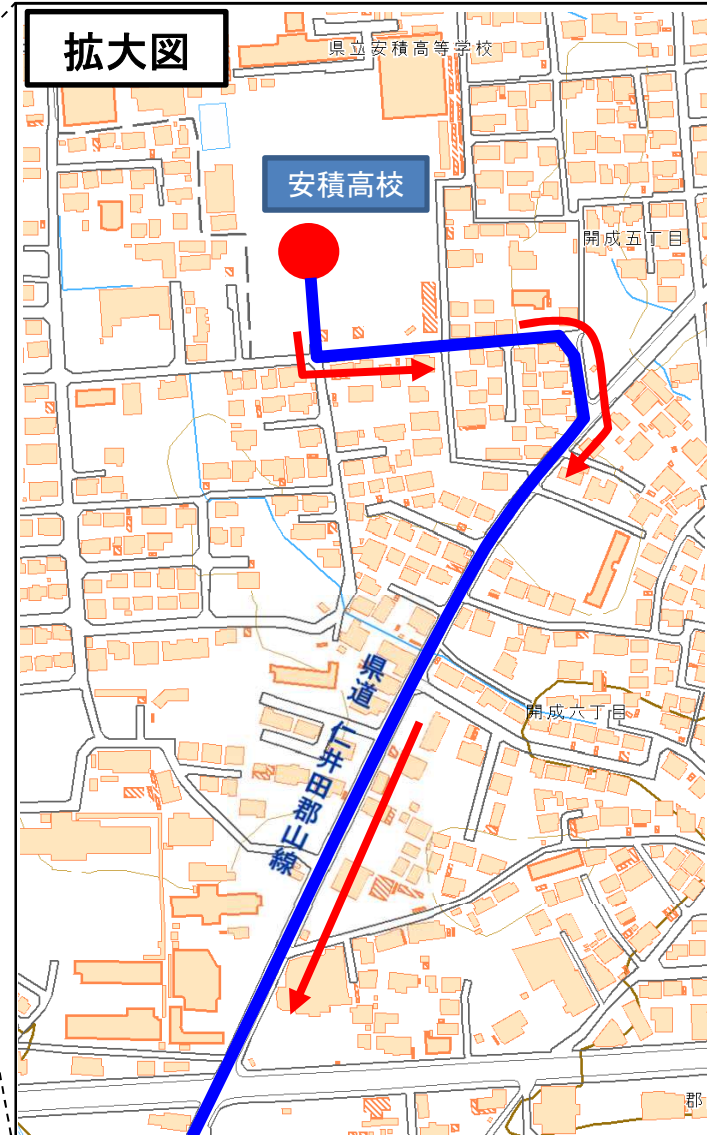 拡大図
県立安積高等学校
安積高校
開成五丁目
県道 仁井田郡山線
開成六丁目
郡